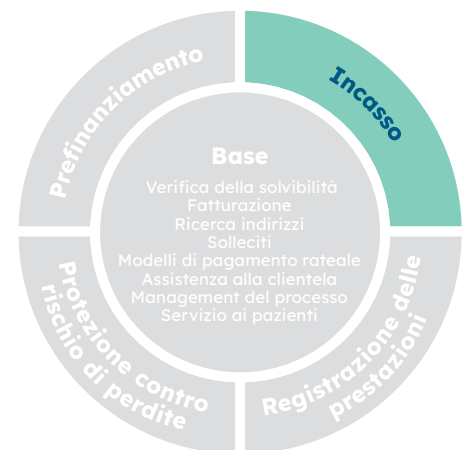 Prefinanziamento
Incasso
Base
Verifica della solvibilità
Fatturazione
Ricerca indirizzi
Solleciti
Modelli di pagamento rateale
Assistenza alla clientela
Management del processo
Servizio ai pazienti
Protezione contro
rischio di perdite
Registrazione delle
prestazioni